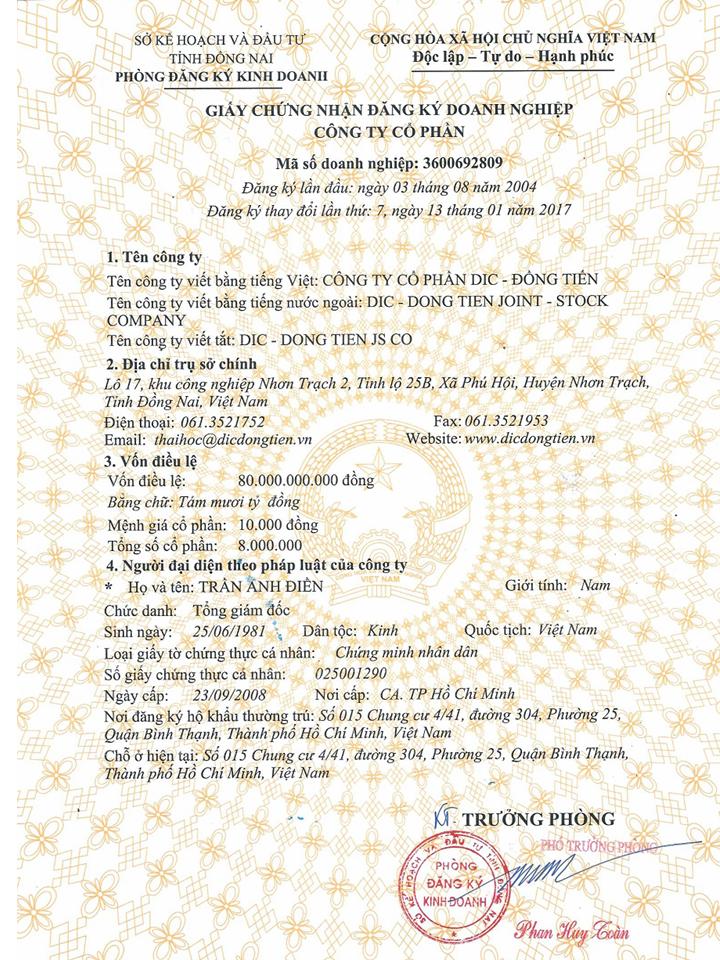 SỞ KẾ HOẠCH VÀ ĐẦU TƯ
TỈNH ĐỒNG NAI
PHÒNG ĐĂNG KÝ KINH DOANH
CỘNG HÒA XÃ HỘI CHỦ NGHĨA VIỆT NAM
Độc lập – Tự do – Hạnh phúc
GIẤY CHỨNG NHẬN ĐĂNG KÝ DOANH NGHIỆP
CÔNG TY CỔ PHẦN
Mã số doanh nghiệp: 3600692809
Đăng ký lần đầu: ngày 03 tháng 08 năm 2004
Đăng ký thay đổi lần thứ: 7, ngày 13 tháng 01 năm 2017
1. Tên công ty
Tên công ty viết bằng tiếng Việt: CÔNG TY CỔ PHẦN DIC - ĐỒNG TIẾN
Tên công ty viết bằng tiếng nước ngoài: DIC - DONG TIEN JOINT - STOCK
COMPANY
Tên công ty viết tắt: DIC - DONG TIEN JS CO
2. Địa chỉ trụ sở chính
Lô 17, khu công nghiệp Nhơn Trạch 2, Tỉnh lộ 25B, Xã Phú Hội, Huyện Nhơn Trạch,
Tỉnh Đồng Nai, Việt Nam
Điện thoại: 061.3521752 Fax: 061.3521953
Email: thaihoc@dicdongtien.vn Website: www.dicdongtien.vn
3. Vốn điều lệ
Vốn điều lệ: 80.000.000.000 đồng
Bằng chữ: Tám mươi tỷ đồng
Mệnh giá cổ phần: 10.000 đồng
Tổng số cổ phần: 8.000.000
4. Người đại diện theo pháp luật của công ty
* Họ và tên: TRẦN ANH ĐIỀN Giới tính: Nam
Chức danh: Tổng giám đốc
Sinh ngày: 25/06/1981 Dân tộc: Kinh Quốc tịch: Việt Nam
Loại giấy tờ chứng thực cá nhân: Chứng minh nhân dân
Số giấy chứng thực cá nhân: 025001290
Ngày cấp: 23/09/2008 Nơi cấp: CA. TP Hồ Chí Minh
Nơi đăng ký hộ khẩu thường trú: Số 015 Chung cư 4/41, đường 304, Phường 25,
Quận Bình Thạnh, Thành phố Hồ Chí Minh, Việt Nam
Chỗ ở hiện tại: Số 015 Chung cư 4/41, đường 304, Phường 25, Quận Bình Thạnh,
Thành phố Hồ Chí Minh, Việt Nam
KT. TRƯỞNG PHÒNG
PHÓ TRƯỞNG PHÒNG
SỞ KẾ HOẠCH VÀ ĐẦU TƯ TỈNH ĐỒNG NAI
PHÒNG
ĐĂNG KÝ
KINH DOANH
Phan Huy Toàn
VIỆT NAM